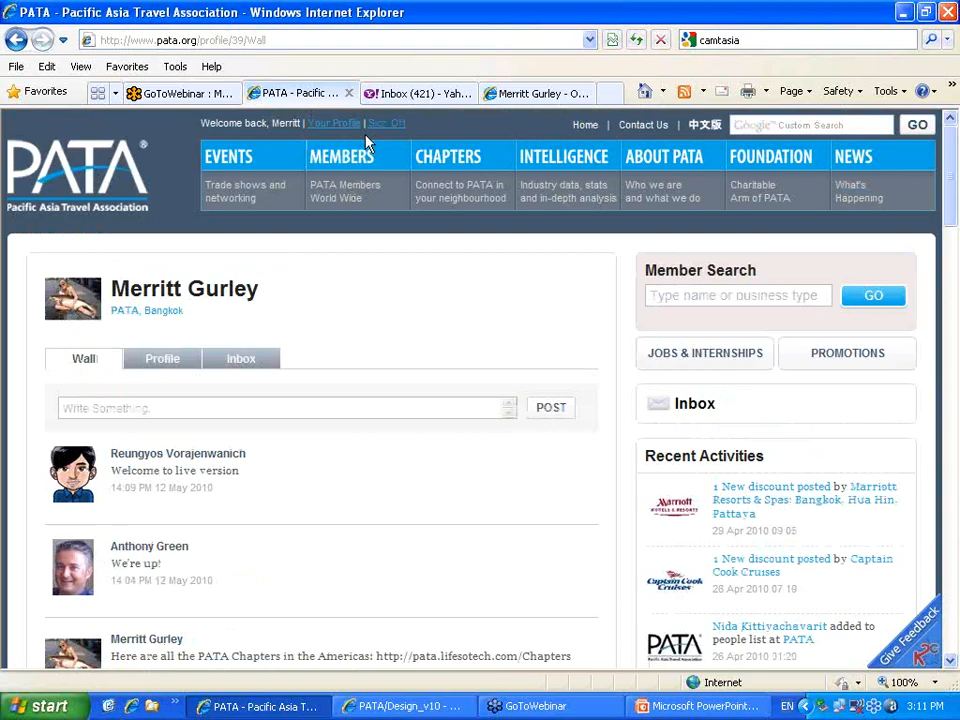 PATA - Pacific Asia Travel Association - Windows Internet Explorer
http://www.pata.org/profile/39/Wall
camtasia
File Edit View Favorites Tools Help
Favorites
GoToWebinar : M...
PATA - Pacific ...
Inbox (421) - Yah...
Merritt Gurley - O...
Page Safety Tools
Welcome back, Merritt | Your Profile | Sign Off
Home Contact Us 中文版
Google™ Custom Search
GO
PATA®
Pacific Asia Travel Association
EVENTS MEMBERS CHAPTERS INTELLIGENCE ABOUT PATA FOUNDATION NEWS
Trade shows and networking
PATA Members World Wide
Connect to PATA in your neighbourhood
Industry data, stats and in-depth analysis
Who we are and what we do
Charitable Arm of PATA
What's Happening
Merritt Gurley
PATA, Bangkok
Wall Profile Inbox
Write Something.
POST
Reungyos Vorajenwanich
Welcome to live version
14:09 PM 12 May 2010
Anthony Green
We're up!
14:04 PM 12 May 2010
Merritt Gurley
Here are all the PATA Chapters in the Americas: http://pata.lifesotech.com/Chapters
Member Search
Type name or business type
GO
JOBS & INTERNSHIPS
PROMOTIONS
Inbox
Recent Activities
Marriott
HOTELS & RESORTS
1 New discount posted by Marriott
Resorts & Spas: Bangkok, Hua Hin,
Pattaya
29 Apr 2010 09:05
Captain Cook
Cruises
1 New discount posted by Captain
Cook Cruises
26 Apr 2010 07:19
PATA
Nida Kittiyachavarit added to
people list at PATA
26 Apr 2010 01:20
Give Feedback
Internet
100%
start
PATA - Pacific Asia T...
PATA/Design_v10 - ...
GoToWebinar
Microsoft PowerPoint...
EN
3:11 PM